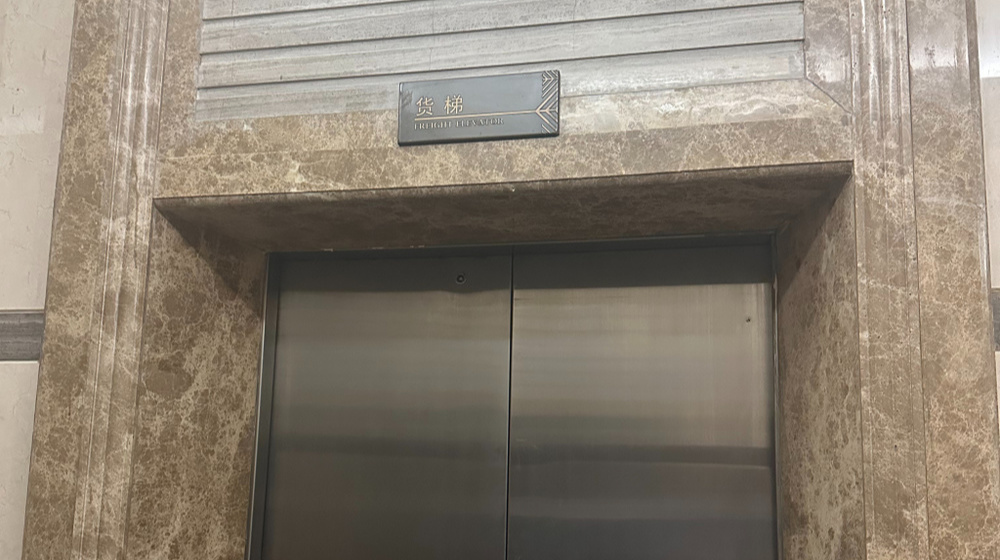 货梯
FREIGHT ELEVATOR